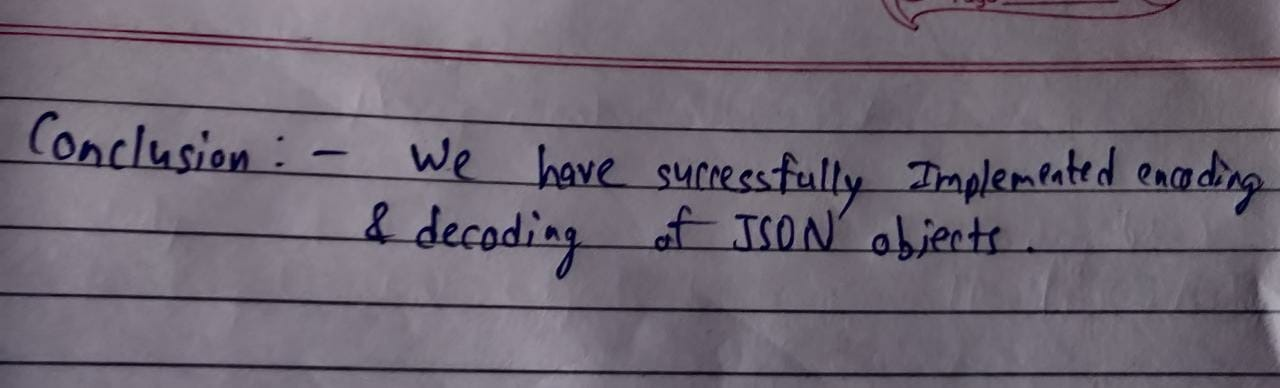 Conclusion : - We have successfully Implemented encoding
& decoding of JSON objects.